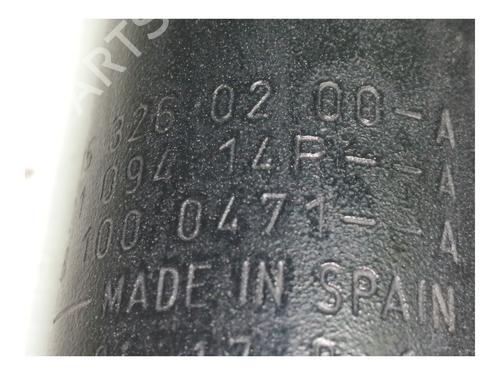 326 02 00-A
094 14P--A
100 0471--A
MADE IN SPAIN